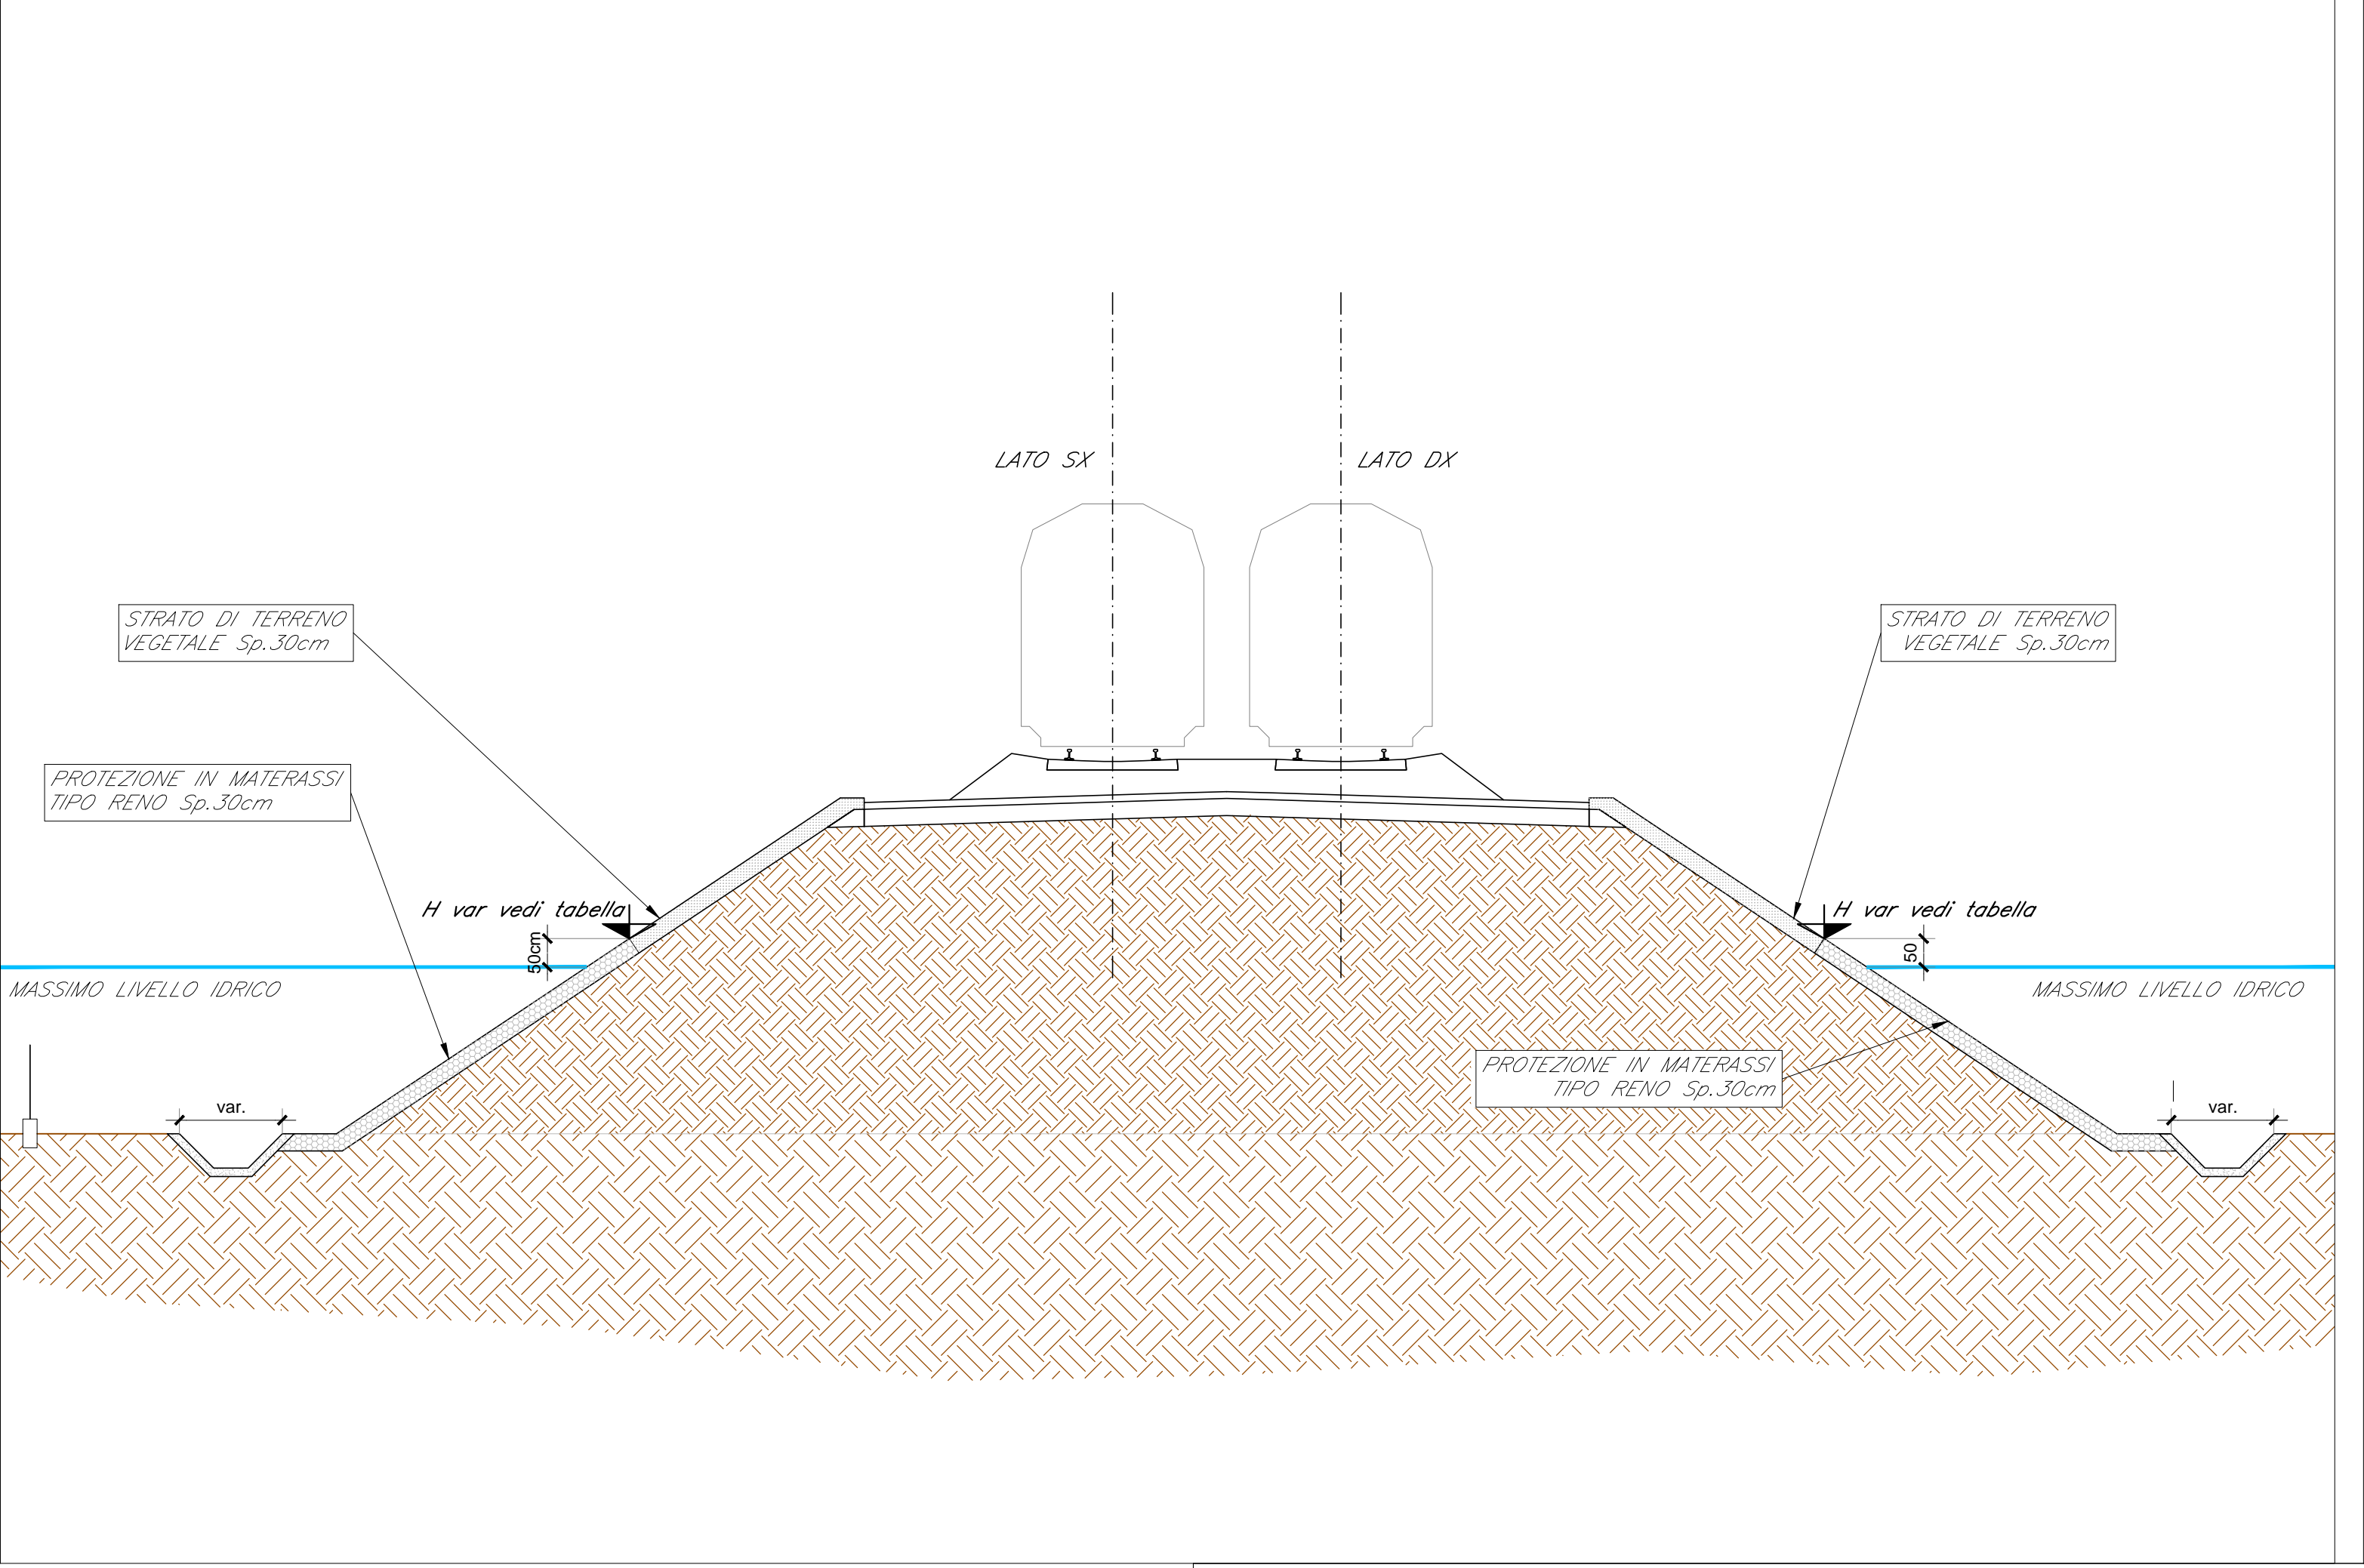 LATO SX
LATO DX
STRATO DI TERRENO
VEGETALE Sp.30cm
STRATO DI TERRENO
VEGETALE Sp.30cm
PROTEZIONE IN MATERASSI
TIPO RENO Sp.30cm
H var vedi tabella
H var vedi tabella
50cm
50
MASSIMO LIVELLO IDRICO
MASSIMO LIVELLO IDRICO
PROTEZIONE IN MATERASSI
TIPO RENO Sp.30cm
var.
var.